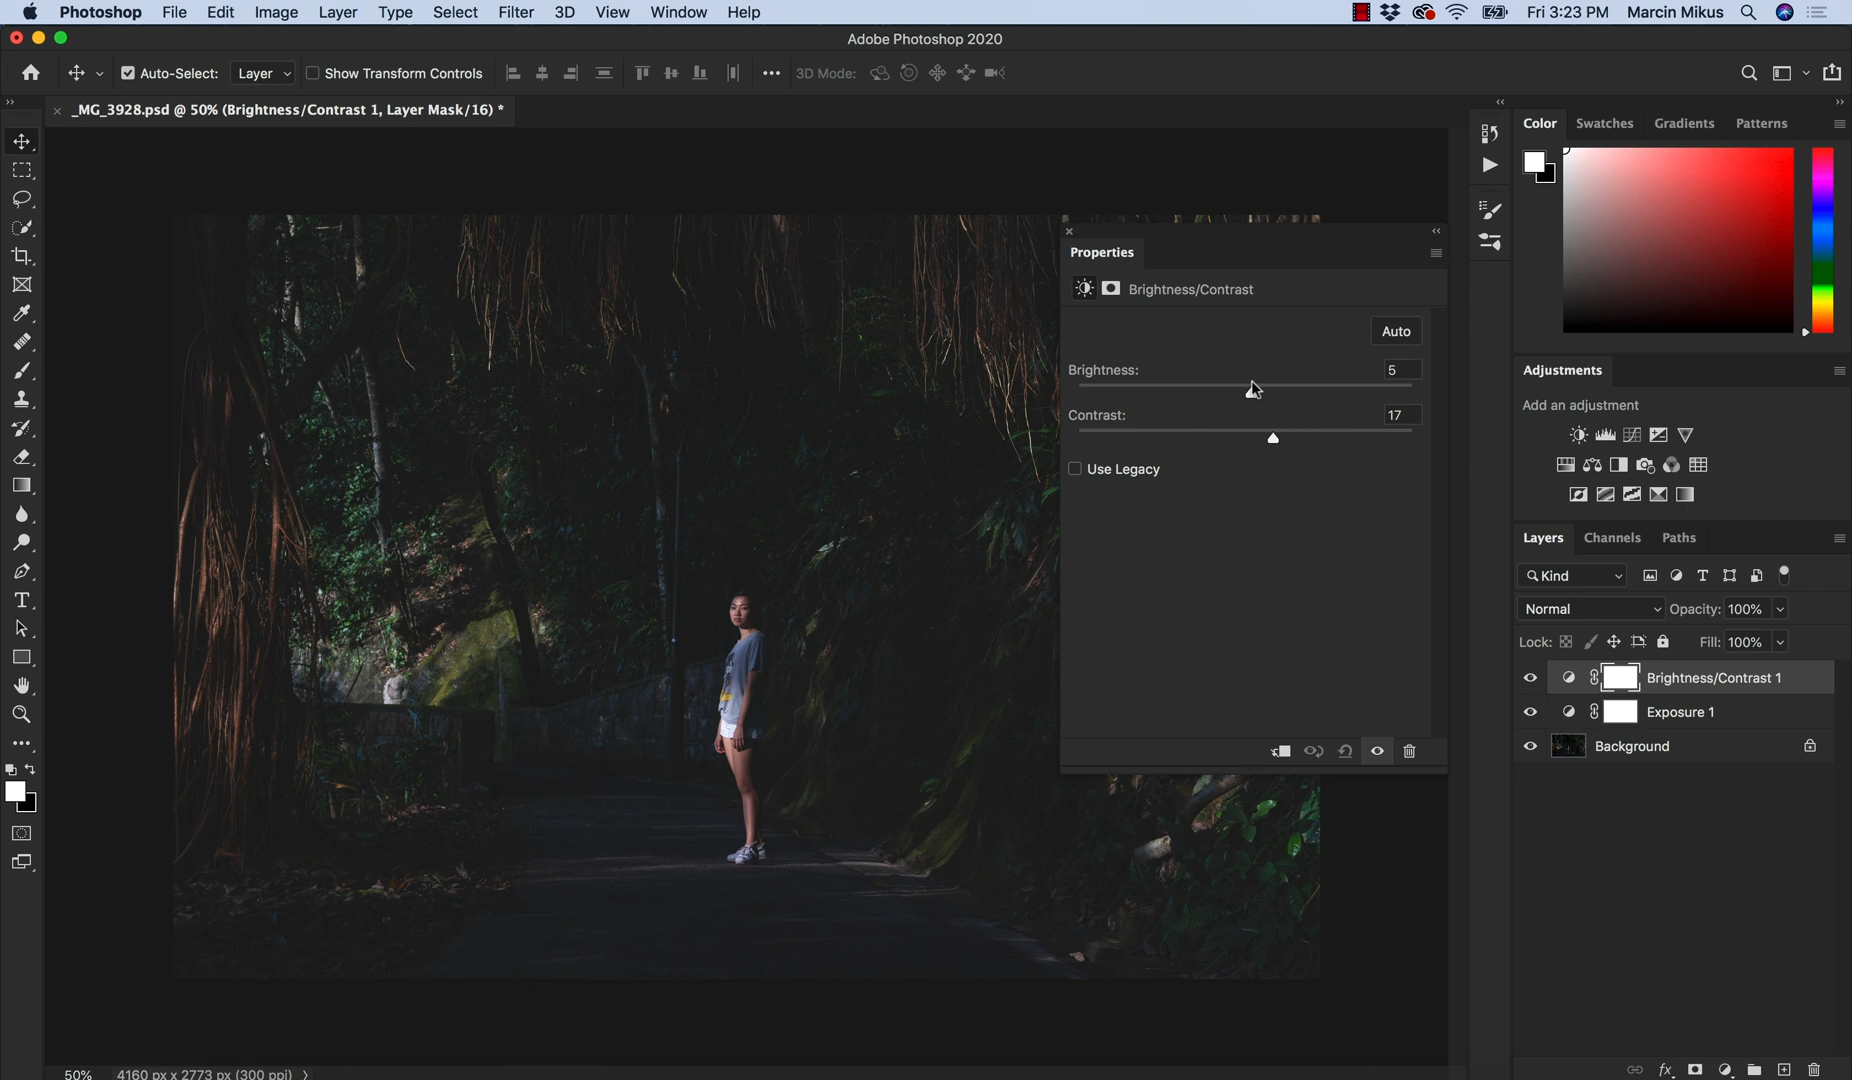 Photoshop File Edit Image Layer Type Select Filter 3D View Window Help Fri 3:23 PM Marcin Mikus
Adobe Photoshop 2020
Auto-Select: Layer Show Transform Controls 3D Mode:
_MG_3928.psd @ 50% (Brightness/Contrast 1, Layer Mask/16) *
Color Swatches Gradients Patterns
Properties
Brightness/Contrast
Auto
Brightness: 5
Contrast: 17
Use Legacy
Adjustments
Add an adjustment
Layers Channels Paths
Kind
Normal Opacity: 100%
Lock: Fill: 100%
Brightness/Contrast 1
Exposure 1
Background
50% 4160 px x 2773 px (300 ppi)